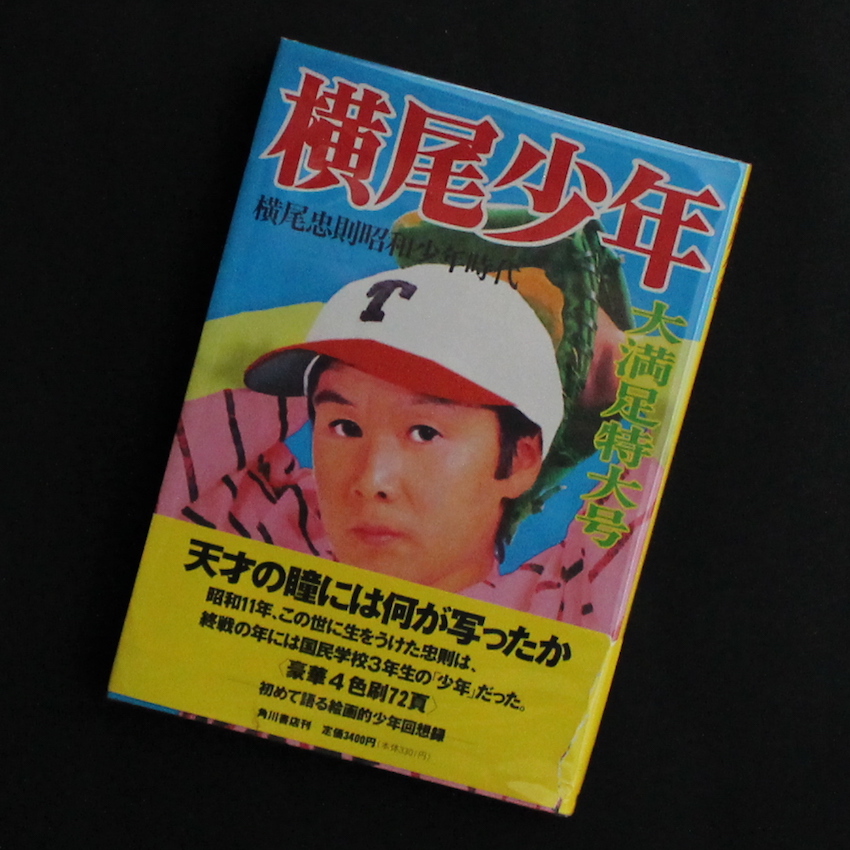 横尾少年
横尾忠則昭和少年時代
T
大満足特大号
天才の瞳には何が写ったか
昭和11年、この世に生をうけた忠則は、
終戦の年には国民学校3年生の「少年」だった。
〈豪華4色刷72頁〉
初めて語る絵画的少年回想録
角川書店刊 定価3400円